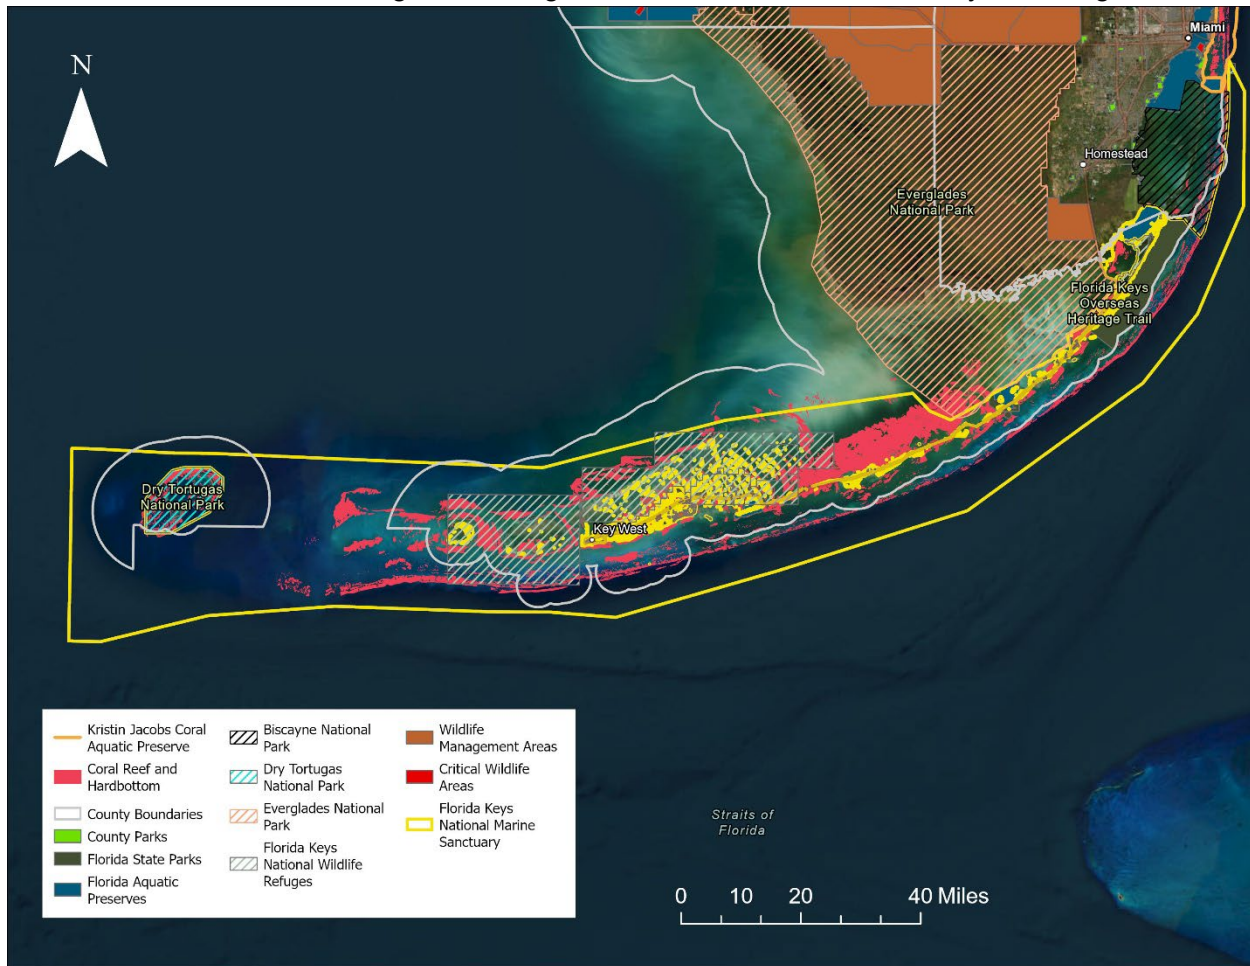 N
Miami
Homestead
Everglades
National Park
Florida Keys
Overseas
Heritage Trail
Dry Tortugas
National Park
Key West
Kristin Jacobs Coral
Aquatic Preserve
Coral Reef and
Hardbottom
County Boundaries
County Parks
Florida State Parks
Florida Aquatic
Preserves
Biscayne National
Park
Dry Tortugas
National Park
Everglades National
Park
Florida Keys
National Wildlife
Refuges
Wildlife
Management Areas
Critical Wildlife
Areas
Florida Keys
National Marine
Sanctuary
Straits of
Florida
0 10 20 40 Miles